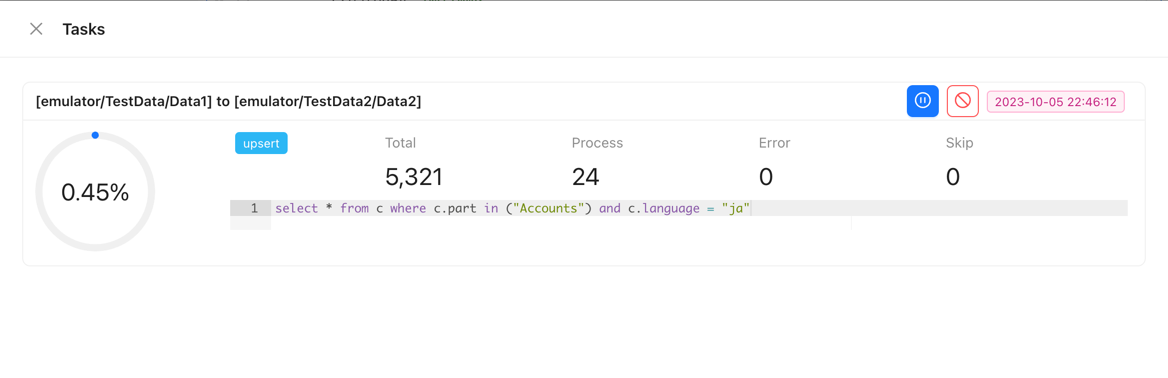 Tasks
[emulator/TestData/Data1] to [emulator/TestData2/Data2]
2023-10-05 22:46:12
0.45%
upsert
Total
Process
Error
Skip
5,321
24
0
0
1 select * from c where c.part in ("Accounts") and c.language = "ja"